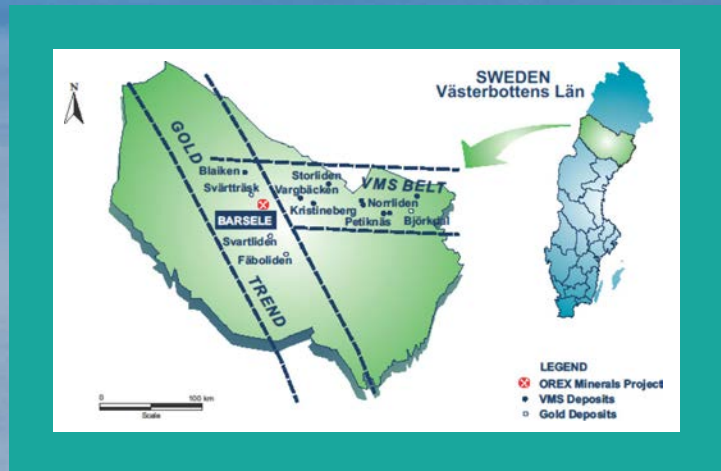 SWEDEN
Västerbottens Län
N
GOLD
TREND
VMS BELT
Blaiken
Storliden
Svärtträsk
Vargbäcken
Kristineberg
Norrliden
Petiknäs
Björkdal
BARSELE
Svartliden
Fäboliden
LEGEND
OREX Minerals Project
VMS Deposits
Gold Deposits
0 100 km
Scale